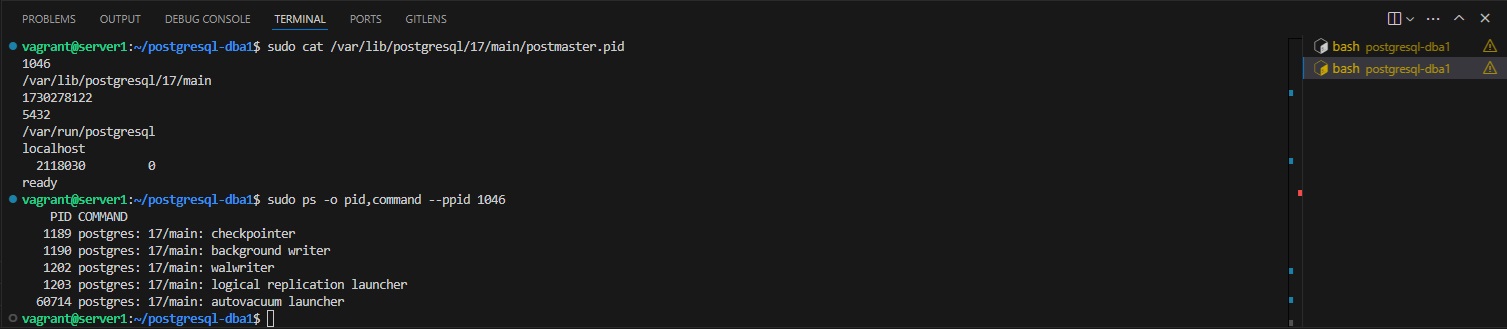 PROBLEMS OUTPUT DEBUG CONSOLE TERMINAL PORTS GITLENS
vagrant@server1:~/postgresql-dba1$ sudo cat /var/lib/postgresql/17/main/postmaster.pid
1046
/var/lib/postgresql/17/main
1730278122
5432
/var/run/postgresql
localhost
  2118030         0
ready
vagrant@server1:~/postgresql-dba1$ sudo ps -o pid,command --ppid 1046
    PID COMMAND
   1189 postgres: 17/main: checkpointer
   1190 postgres: 17/main: background writer
   1202 postgres: 17/main: walwriter
   1203 postgres: 17/main: logical replication launcher
  60714 postgres: 17/main: autovacuum launcher
vagrant@server1:~/postgresql-dba1$
bash postgresql-dba1
bash postgresql-dba1